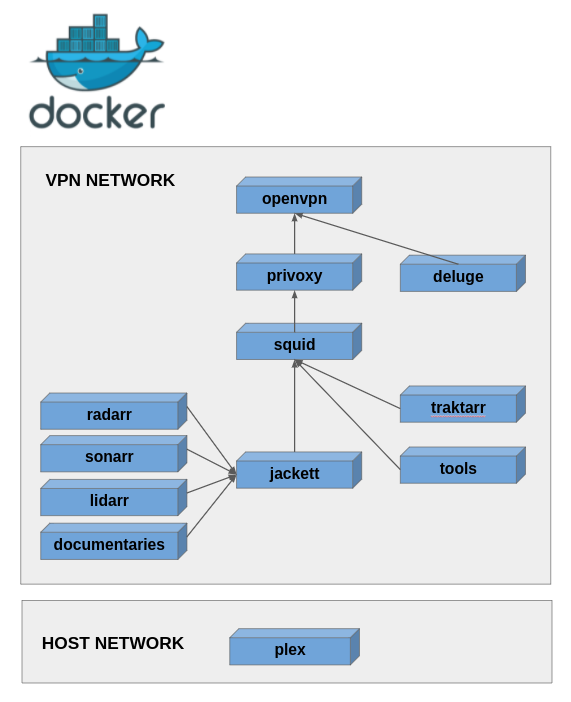 docker
VPN NETWORK
openvpn
privoxy
deluge
squid
radarr
traktarr
sonarr
jackett
tools
lidarr
documentaries
HOST NETWORK
plex